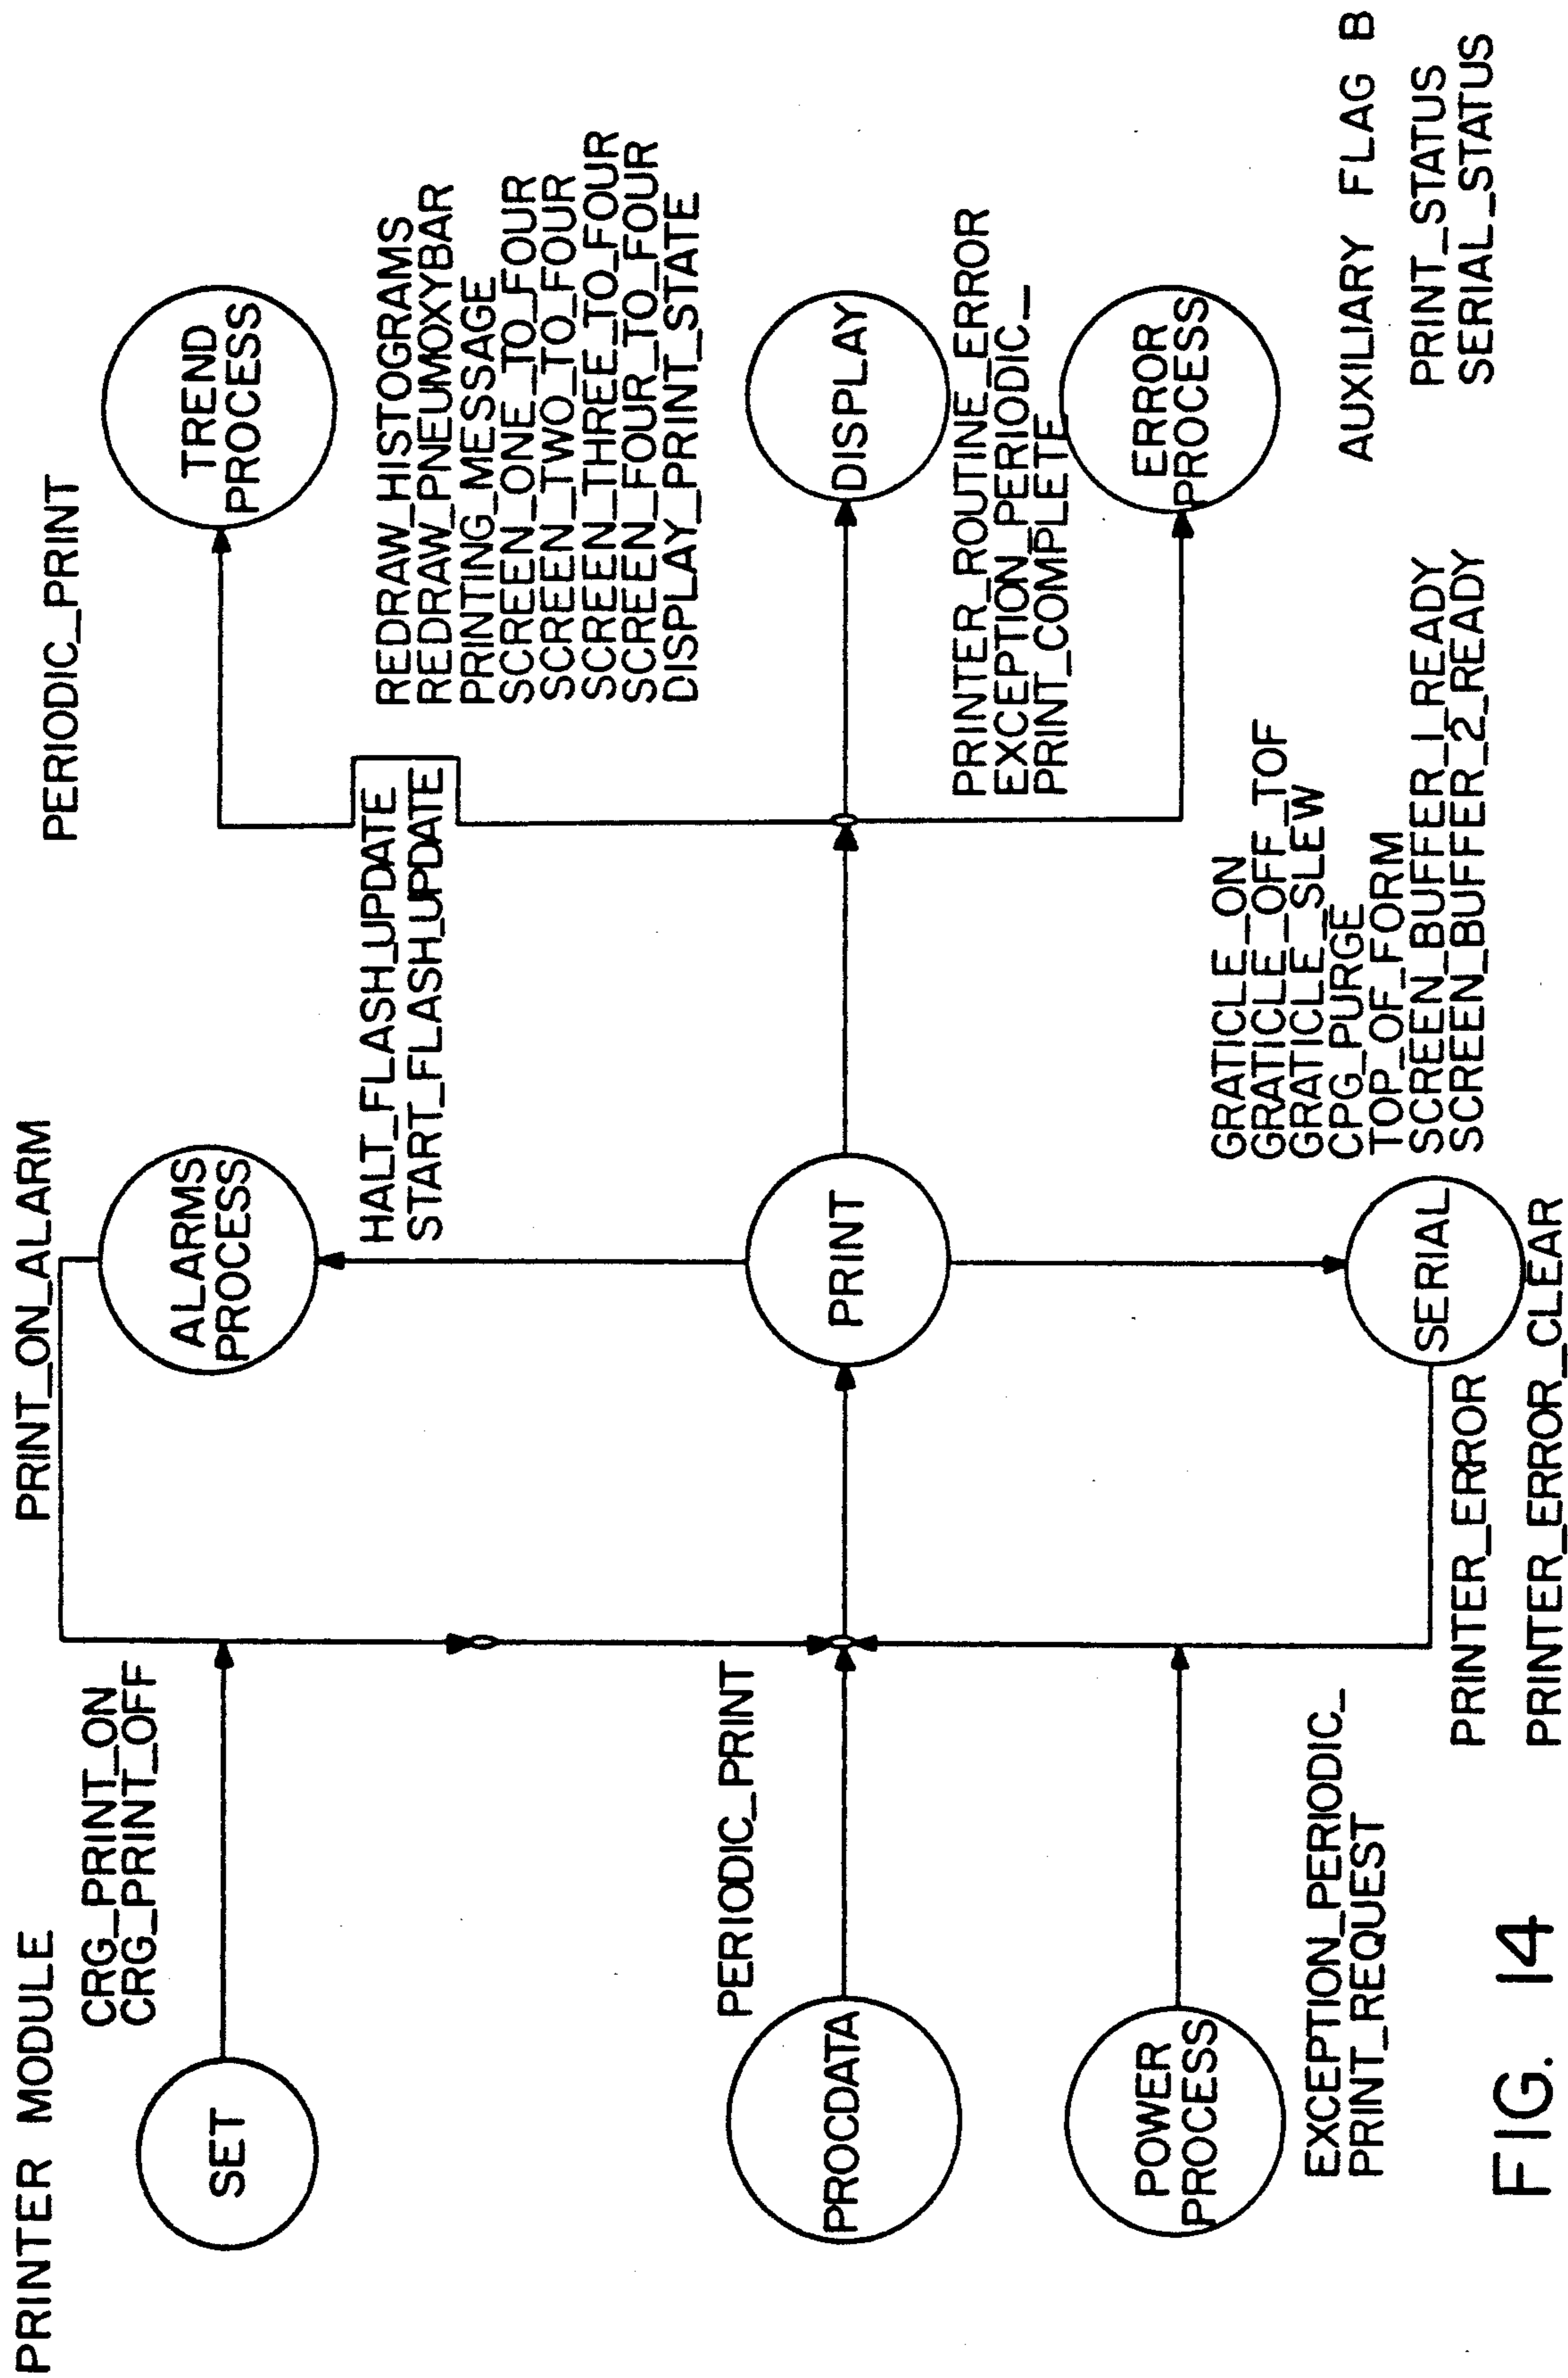 PRINTER MODULE
PRINT_ON_ALARM
PERIODIC_PRINT
CRG_PRINT_ON
CRG_PRINT_OFF
SET
ALARMS
PROCESS
TREND
PROCESS
HALT_FLASH_UPDATE
START_FLASH_UPDATE
REDRAW_HISTOGRAMS
REDRAW_PNEUMOXYBAR
PRINTING_MESSAGE
SCREEN_ONE_TO_FOUR
SCREEN_TWO_TO_FOUR
SCREEN_THREE_TO_FOUR
SCREEN_FOUR_TO_FOUR
DISPLAY_PRINT_STATE
PERIODIC_PRINT
PROCDATA
PRINT
DISPLAY
PRINTER_ROUTINE_ERROR
EXCEPTION_PERIODIC_
PRINT_COMPLETE
POWER
PROCESS
ERROR
PROCESS
EXCEPTION_PERIODIC_
PRINT_REQUEST
GRATICLE_ON
GRATICLE_OFF_TOF
GRATICLE_SLEW
CPG_PURGE
TOP_OF_FORM
SCREEN_BUFFER_1_READY
SCREEN_BUFFER_2_READY
SERIAL
PRINTER_ERROR
PRINTER_ERROR_CLEAR
AUXILIARY FLAG B
PRINT_STATUS
SERIAL_STATUS
FIG. 14